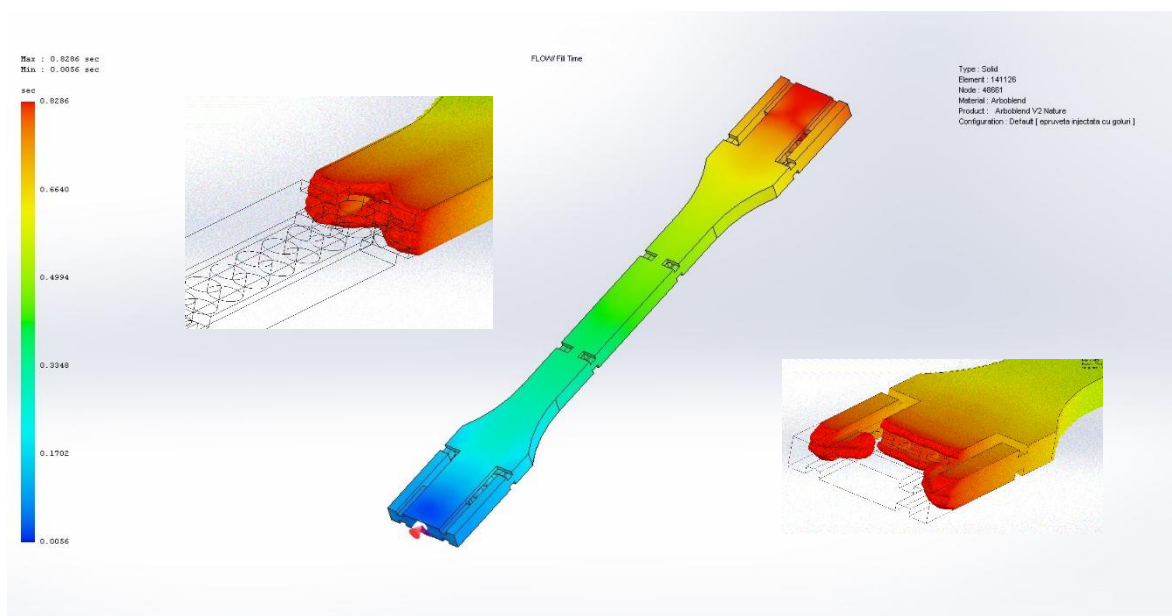 Max : 0.8286 sec
Min : 0.0056 sec
FLOW/Fill Time
sec
0.8286
0.6640
0.4994
0.3348
0.1702
0.0056
Type : Solid
Element : 141126
Node : 48661
Material : Arboblend
Product : Arboblend V2 Nature
Configuration : Default [ epruveta injectata cu goluri ]